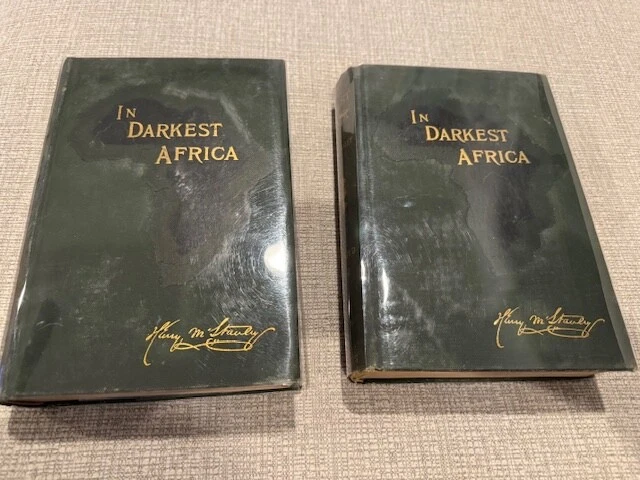 IN
DARKEST
AFRICA
Henry M Stanley
IN
DARKEST
AFRICA
Henry M Stanley